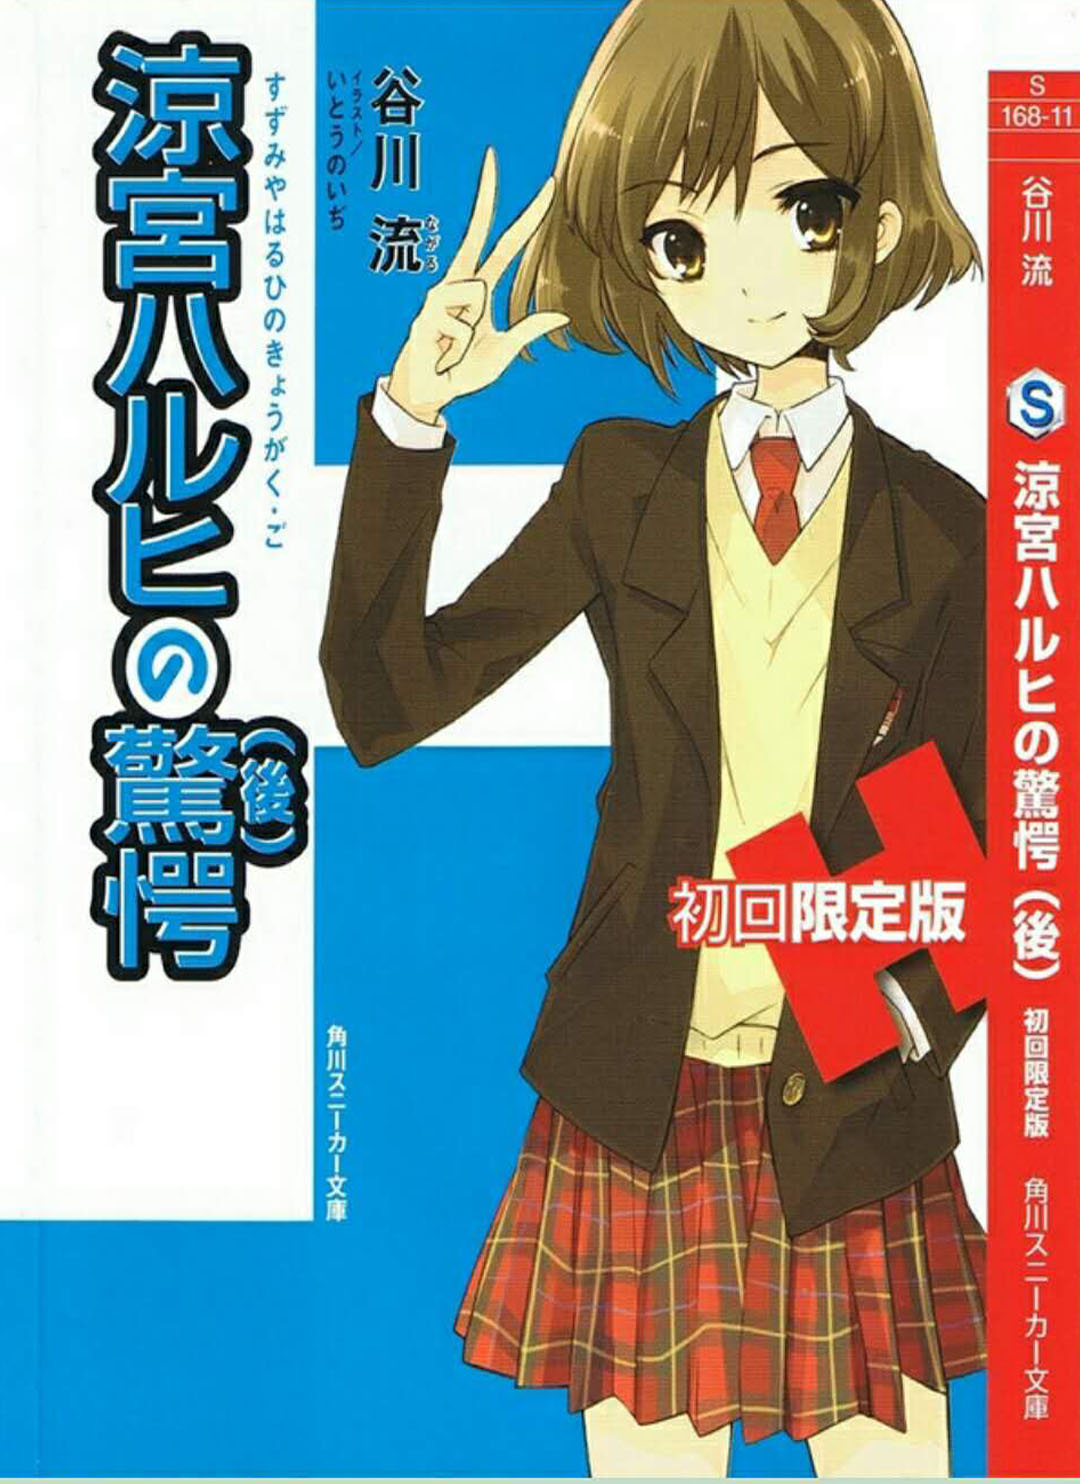 涼宮ハルヒの驚愕
(後)
すずみやはるひのきょうがく・ご
谷川 流
ながる
イラスト/
いとうのいぢ
初回限定版
角川スニーカー文庫
S
168-11
谷川 流
S
涼宮ハルヒの驚愕(後)
初回限定版
角川スニーカー文庫